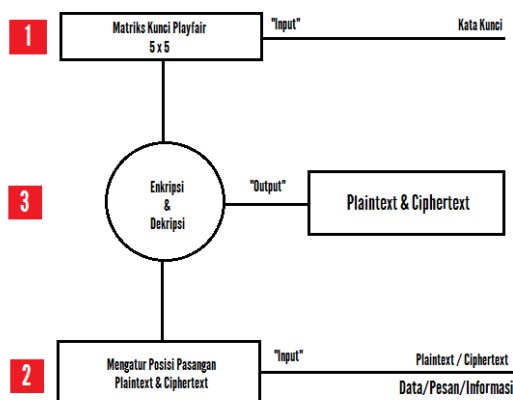 1
Matriks Kunci Playfair
5 x 5
"Input"
Kata Kunci
3
Enkripsi
&
Dekripsi
"Output"
Plaintext & Ciphertext
2
Mengatur Posisi Pasangan
Plaintext & Ciphertext
"Input"
Plaintext / Ciphertext
Data/Pesan/Informasi